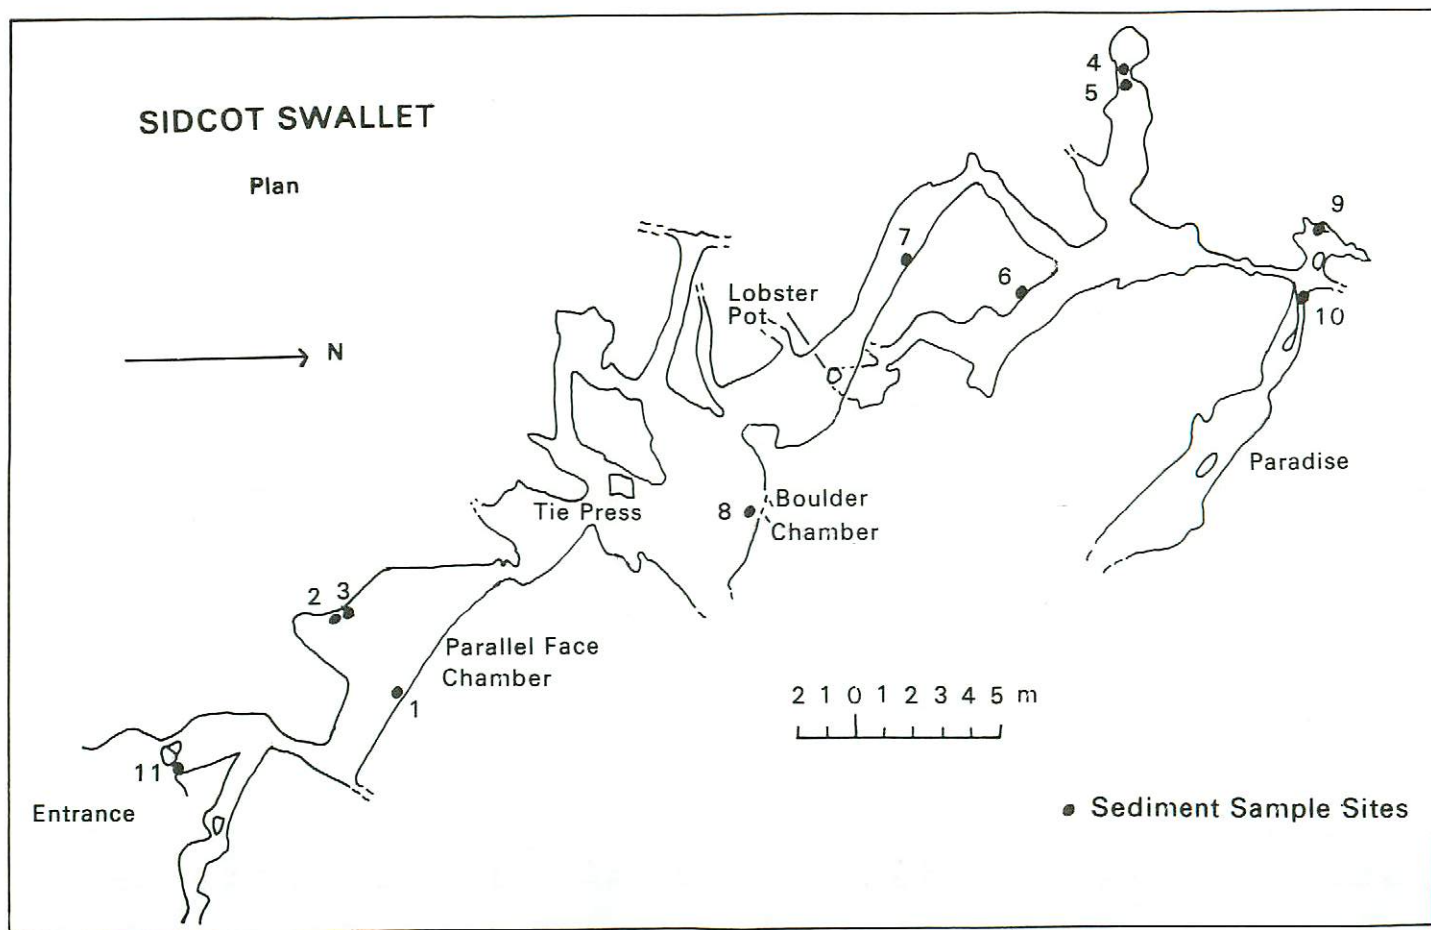 SIDCOT SWALLET
Plan
N
4
5
9
7
6
10
Lobster
Pot
Paradise
Tie Press
8
Boulder
Chamber
2 3
Parallel Face
Chamber
1
2 1 0 1 2 3 4 5 m
11
Entrance
Sediment Sample Sites